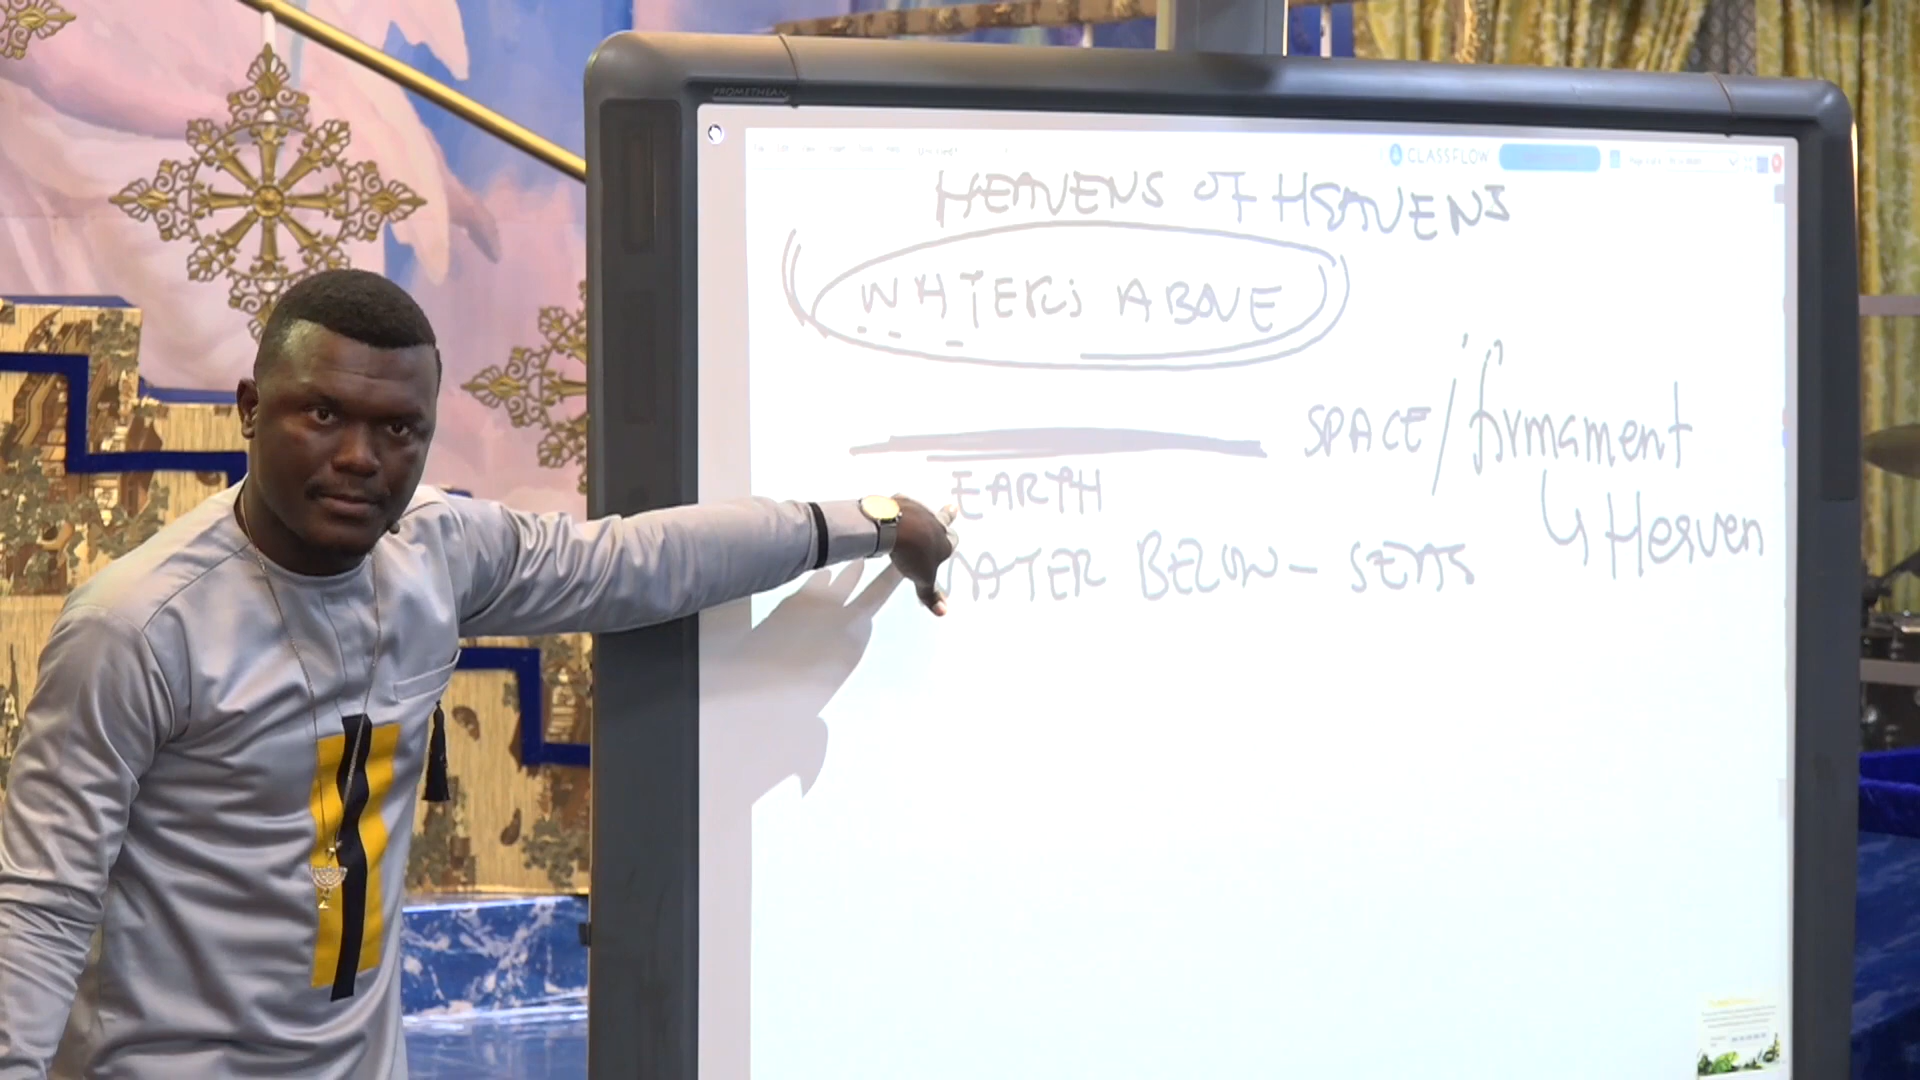 PROMETHEAN
CLASSFLOW
HEAVENS OF HEAVENS
WATERS ABOVE
SPACE/firmament
EARTH
↳ Heaven
WATER BELOW - SEAS